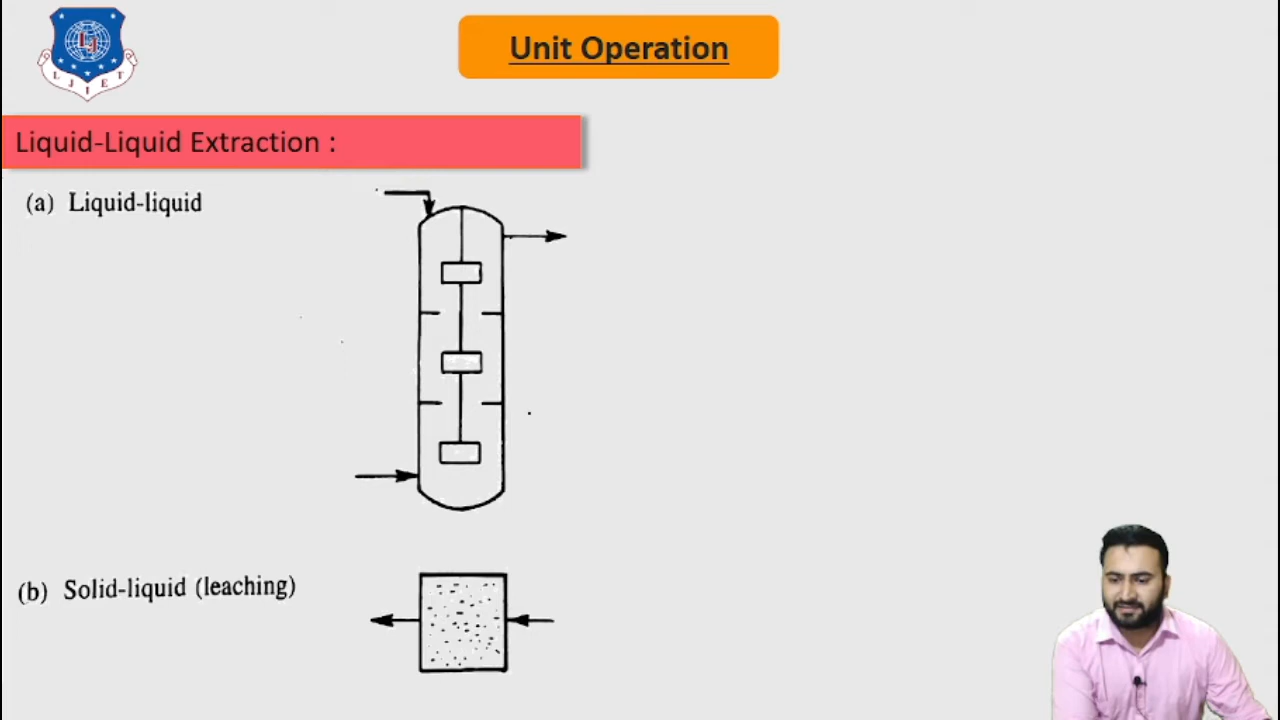 L J I E T
Unit Operation
Liquid-Liquid Extraction :
(a) Liquid-liquid
(b) Solid-liquid (leaching)